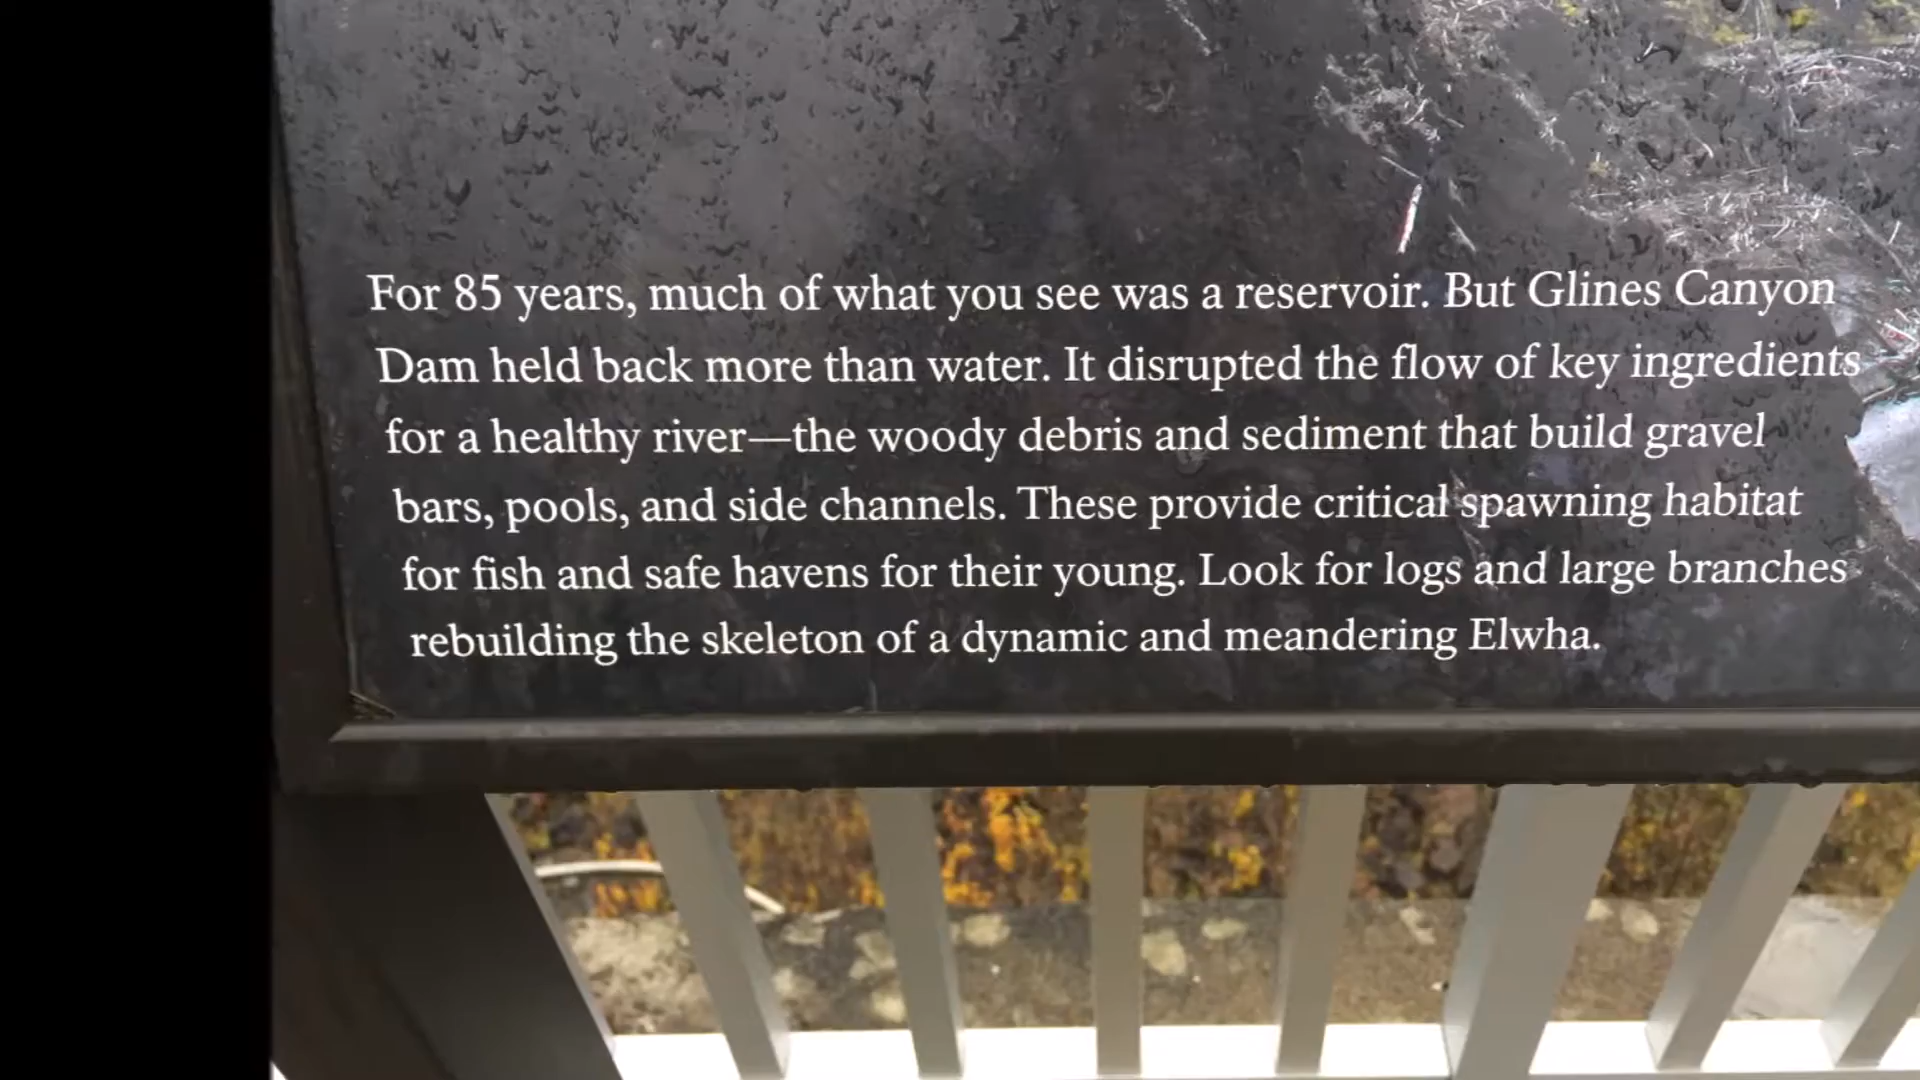 For 85 years, much of what you see was a reservoir. But Glines Canyon
Dam held back more than water. It disrupted the flow of key ingredients
for a healthy river—the woody debris and sediment that build gravel
bars, pools, and side channels. These provide critical spawning habitat
for fish and safe havens for their young. Look for logs and large branches
rebuilding the skeleton of a dynamic and meandering Elwha.